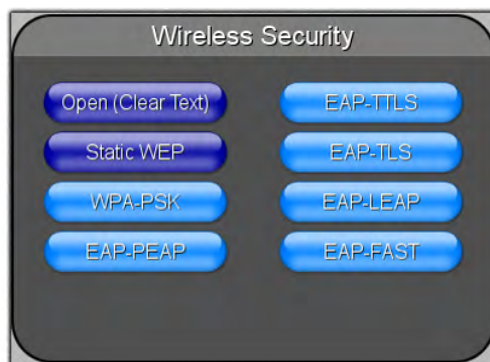 Wireless Security
Open (Clear Text)
Static WEP
WPA-PSK
EAP-PEAP
EAP-TTLS
EAP-TLS
EAP-LEAP
EAP-FAST